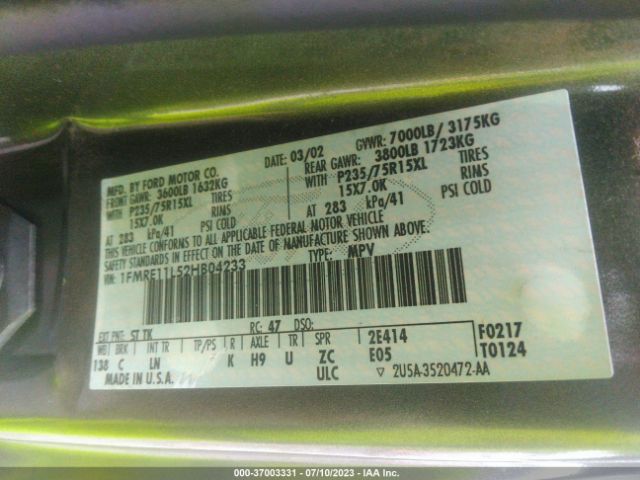 MFD. BY FORD MOTOR CO.
DATE: 03/02
GVWR: 7000LB/ 3175KG
FRONT GAWR: 3600LB 1632KG
REAR GAWR: 3800LB 1723KG
WITH P235/75R15XL TIRES
WITH P235/75R15XL TIRES
15X7.0K RIMS
15X7.0K RIMS
AT 283 kPa/41 PSI COLD
AT 283 kPa/41 PSI COLD
THIS VEHICLE CONFORMS TO ALL APPLICABLE FEDERAL MOTOR VEHICLE
SAFETY STANDARDS IN EFFECT ON THE DATE OF MANUFACTURE SHOWN ABOVE.
VIN: 1FMRE11L52HB04233
TYPE: MPV
EXT PNT: ST TK
RC: 47 DSO:
WB BRK INT TR TP/PS R AXLE TR SPR
138 C LN K H9 U ZC
ULC
2E414
E05
F0217
T0124
MADE IN U.S.A.
▽ 2U5A-3520472-AA
000-37003331 - 07/10/2023 - IAA Inc.